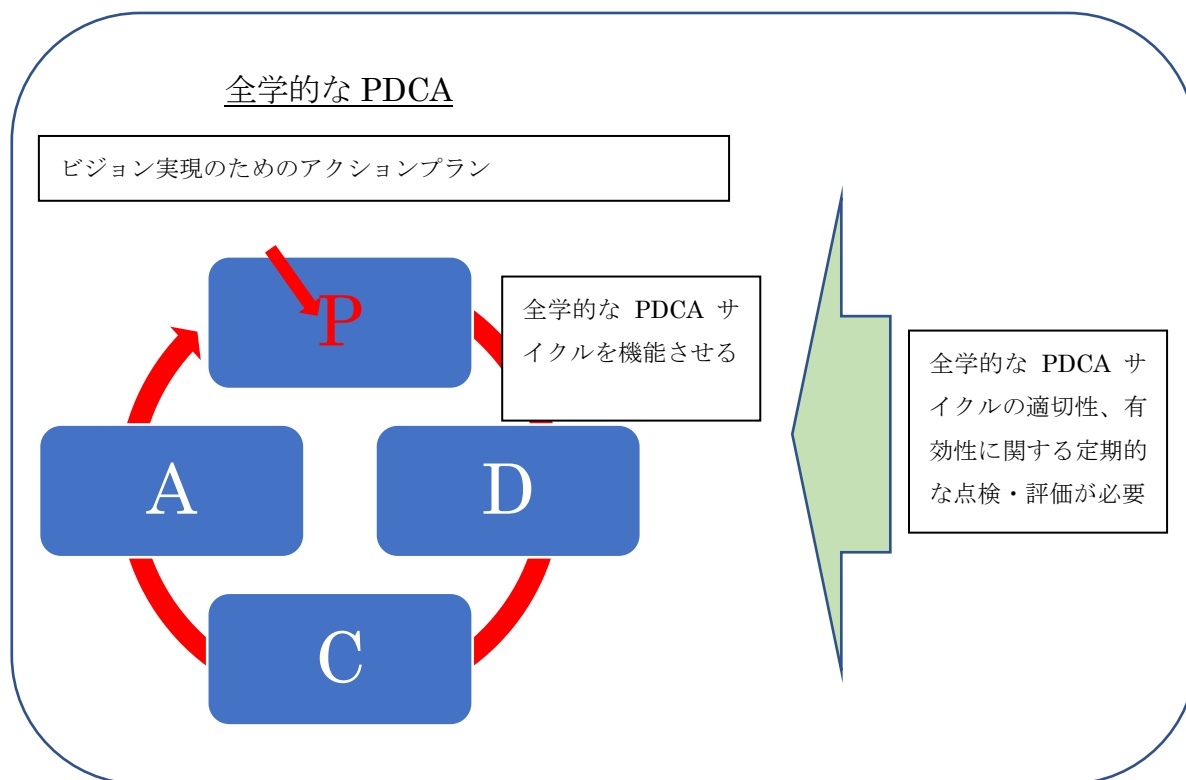 全学的な PDCA
ビジョン実現のためのアクションプラン
P
全学的な PDCA サ
イクルを機能させる
全学的な PDCA サ
イクルの適切性、有
効性に関する定期的
な点検・評価が必要
A
D
C